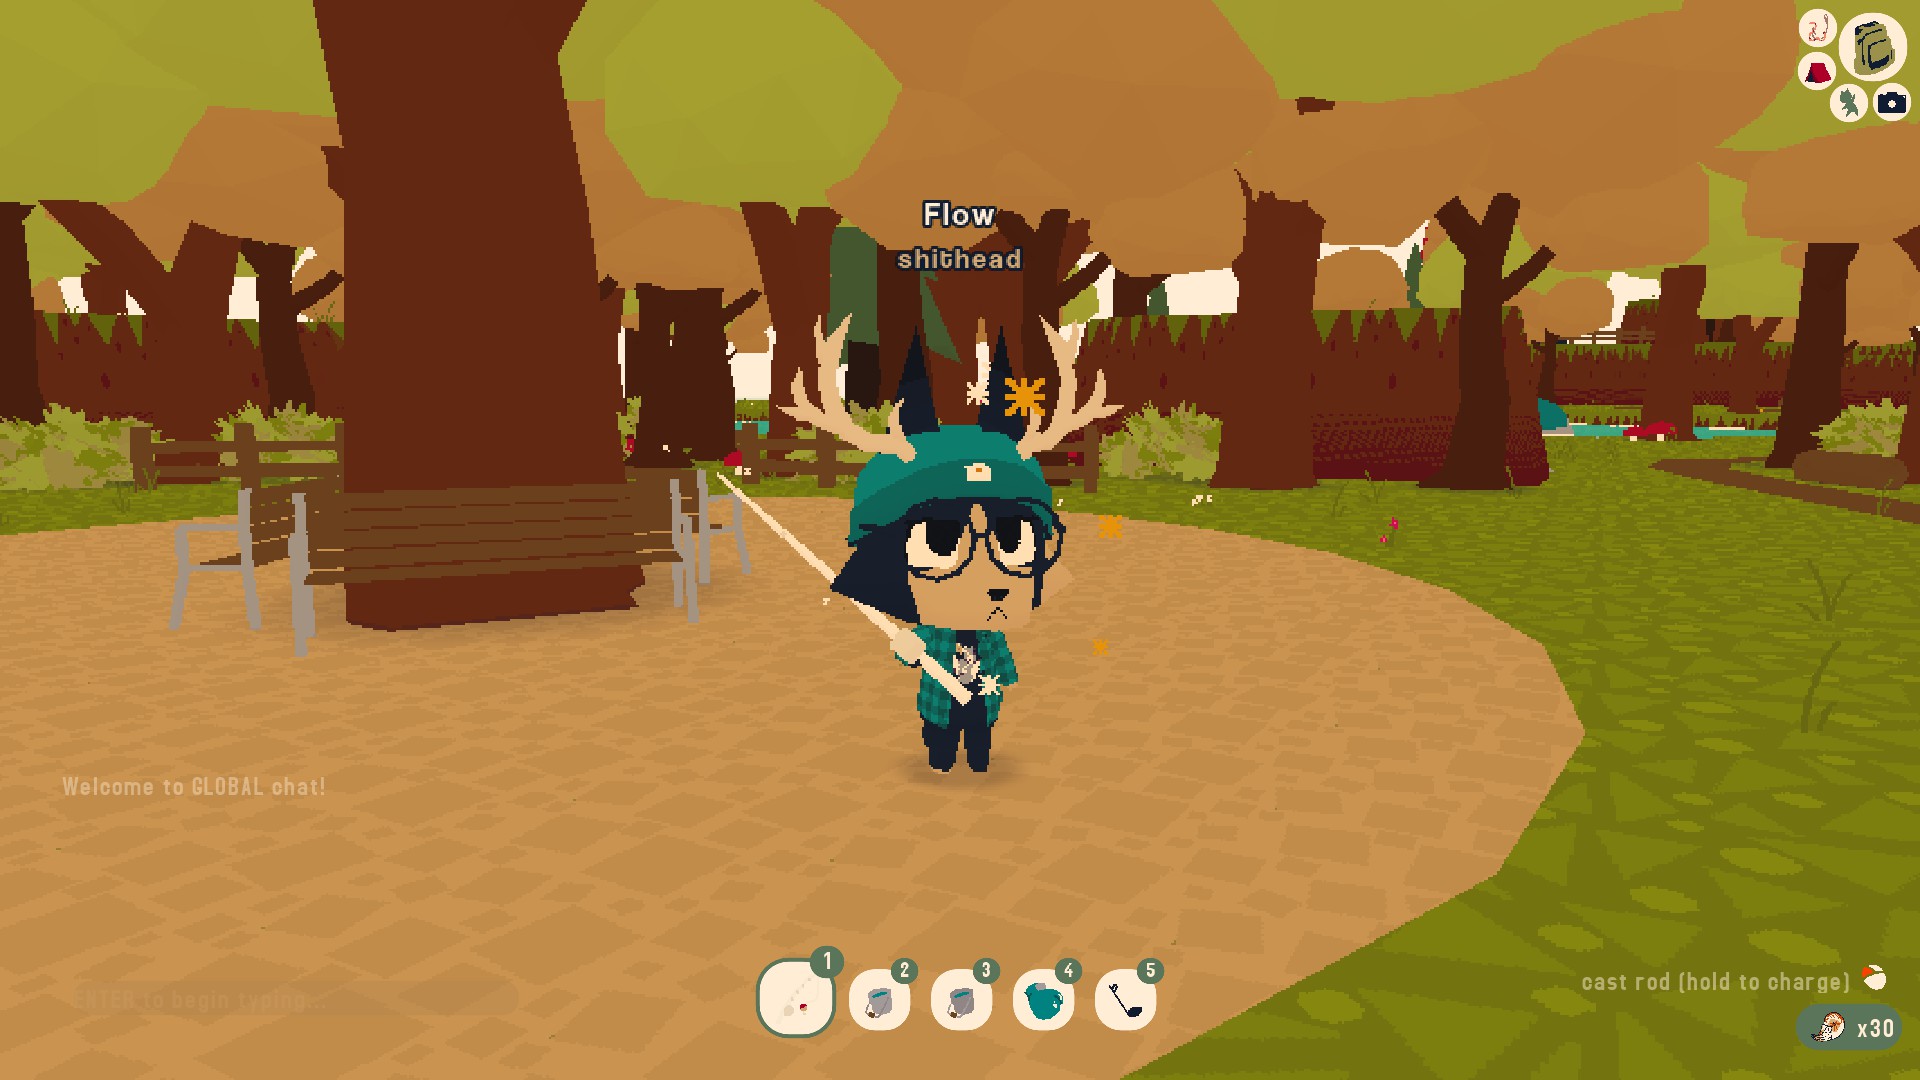 Flow
shithead
Welcome to GLOBAL chat!
ENTER to begin typing...
1
2
3
4
5
cast rod (hold to charge)
x30